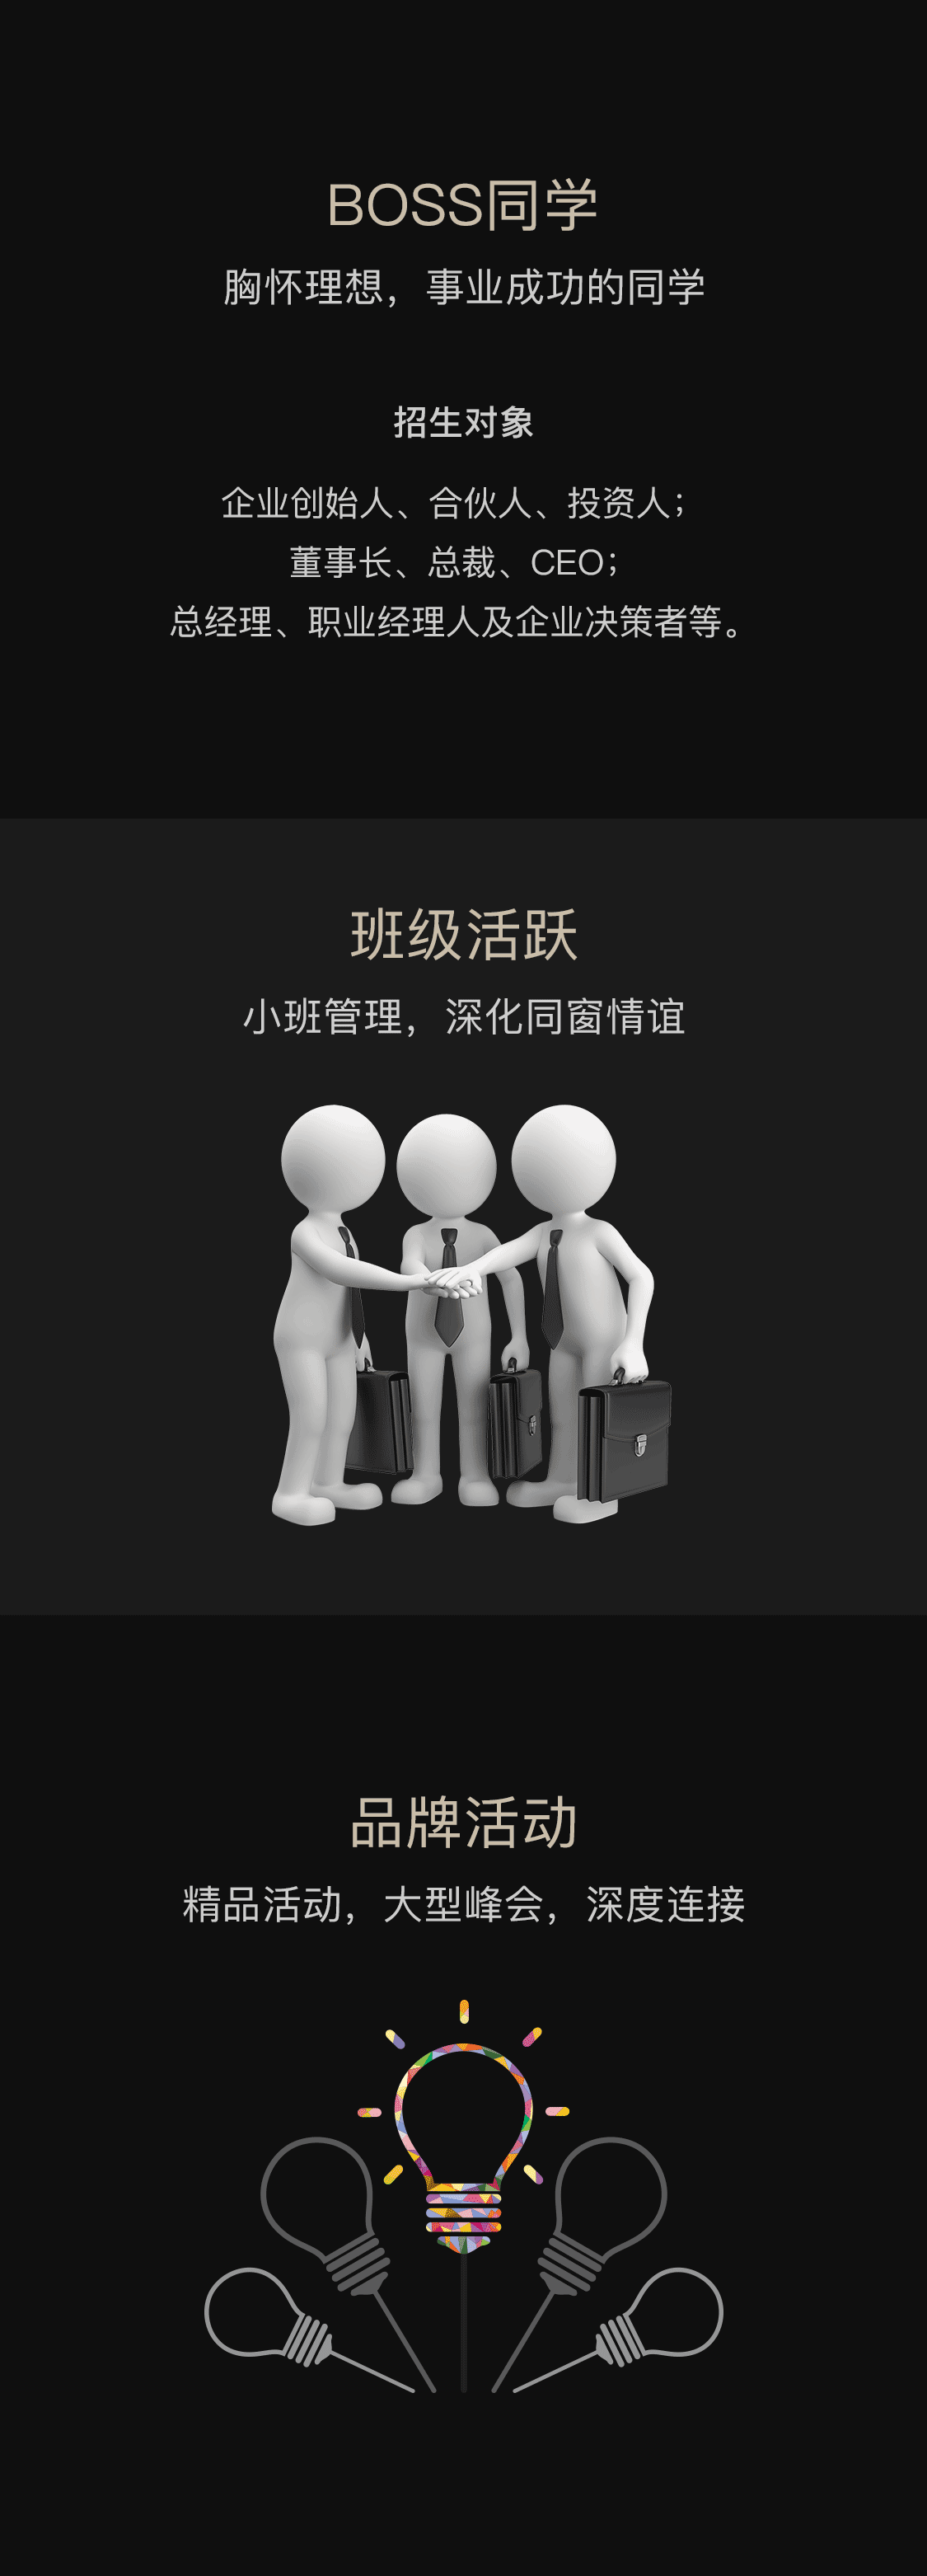 BOSS同学
胸怀理想，事业成功的同学
招生对象
企业创始人、合伙人、投资人；
董事长、总裁、CEO；
总经理、职业经理人及企业决策者等。
班级活跃
小班管理，深化同窗情谊
品牌活动
精品活动，大型峰会，深度连接